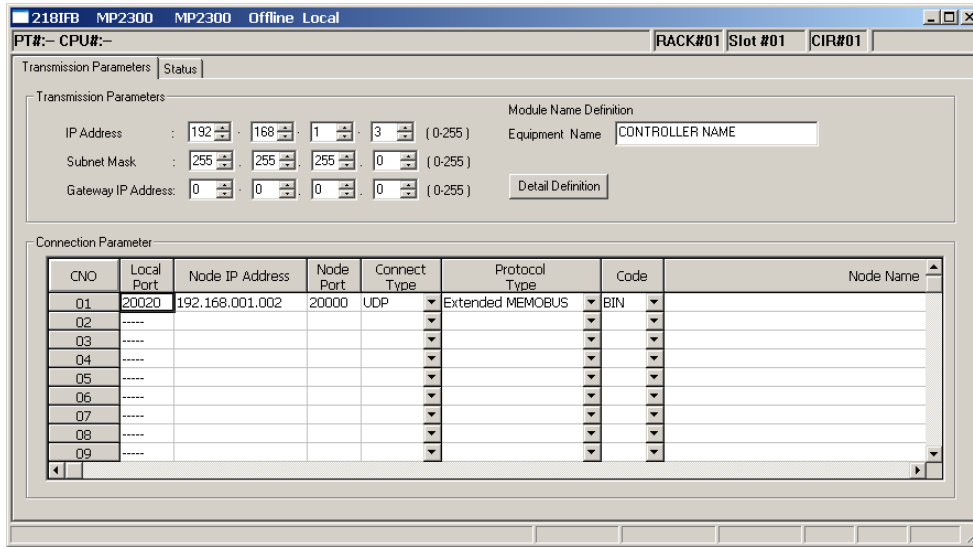 218IFB MP2300 MP2300 Offline Local
PT#:– CPU#:– RACK#01 Slot #01 CIR#01
Transmission Parameters Status
Transmission Parameters
Module Name Definition
IP Address : 192 . 168 . 1 . 3 ( 0-255 ) Equipment Name CONTROLLER NAME
Subnet Mask : 255 . 255 . 255 . 0 ( 0-255 )
Gateway IP Address: 0 . 0 . 0 . 0 ( 0-255 ) Detail Definition
Connection Parameter
CNO Local Port Node IP Address Node Port Connect Type Protocol Type Code Node Name
01 20020 192.168.001.002 20000 UDP Extended MEMOBUS BIN
02 -----
03 -----
04 -----
05 -----
06 -----
07 -----
08 -----
09 -----